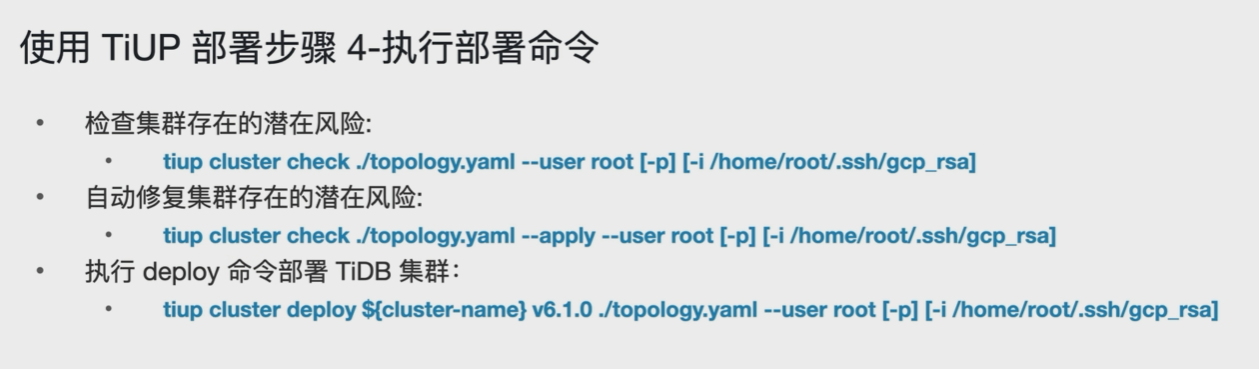 使用 TiUP 部署步骤 4-执行部署命令
• 检查集群存在的潜在风险:
• tiup cluster check ./topology.yaml --user root [-p] [-i /home/root/.ssh/gcp_rsa]
• 自动修复集群存在的潜在风险:
• tiup cluster check ./topology.yaml --apply --user root [-p] [-i /home/root/.ssh/gcp_rsa]
• 执行 deploy 命令部署 TiDB 集群：
• tiup cluster deploy ${cluster-name} v6.1.0 ./topology.yaml --user root [-p] [-i /home/root/.ssh/gcp_rsa]